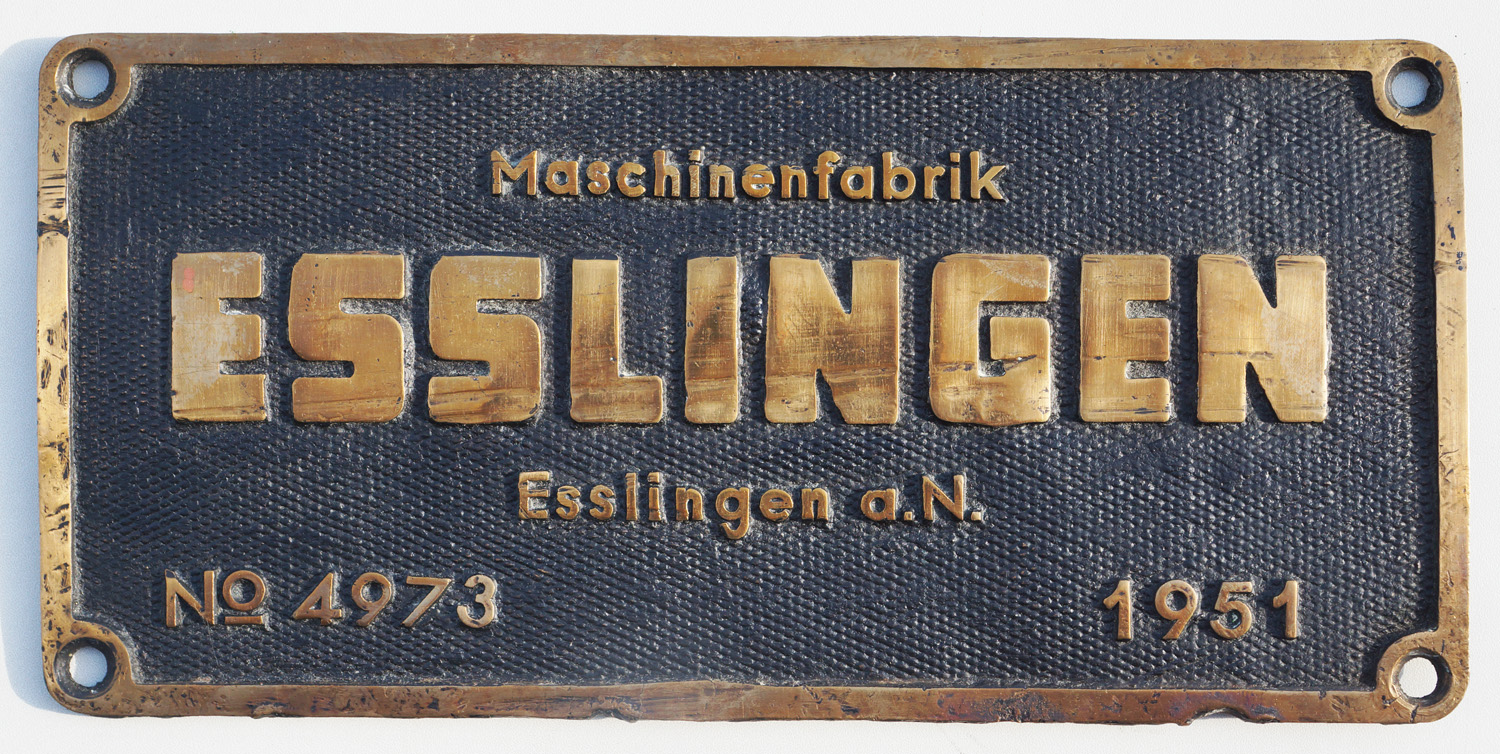 Maschinenfabrik
ESSLINGEN
Esslingen a.N.
Nº 4973 1951